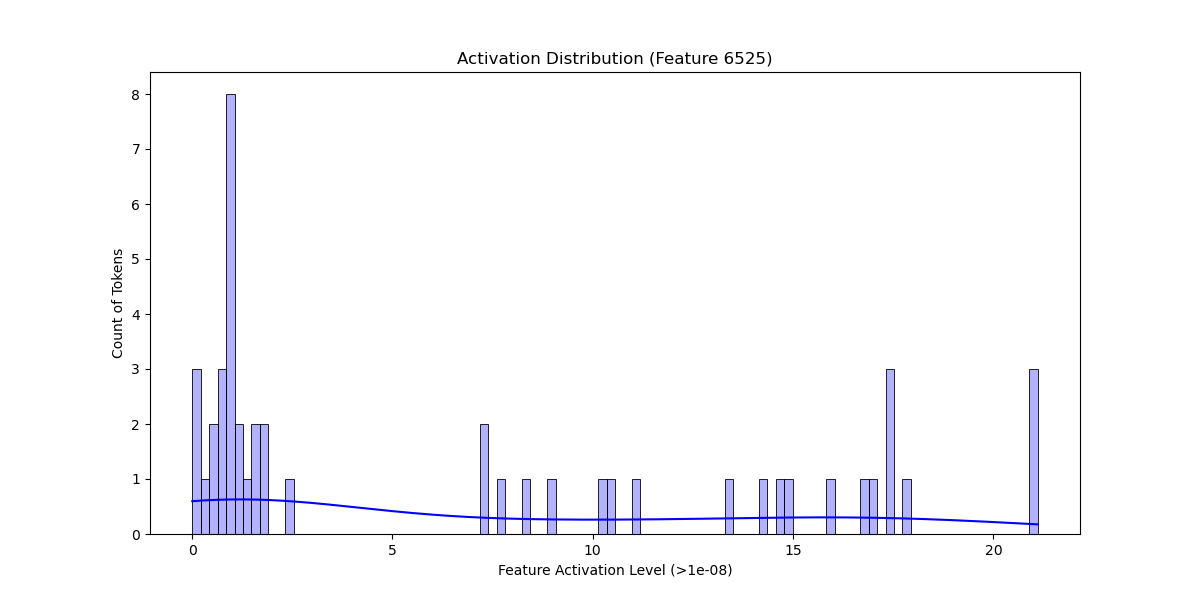 Activation Distribution (Feature 6525)
8
7
6
5
4
3
2
1
0
Count of Tokens
0 5 10 15 20
Feature Activation Level (>1e-08)